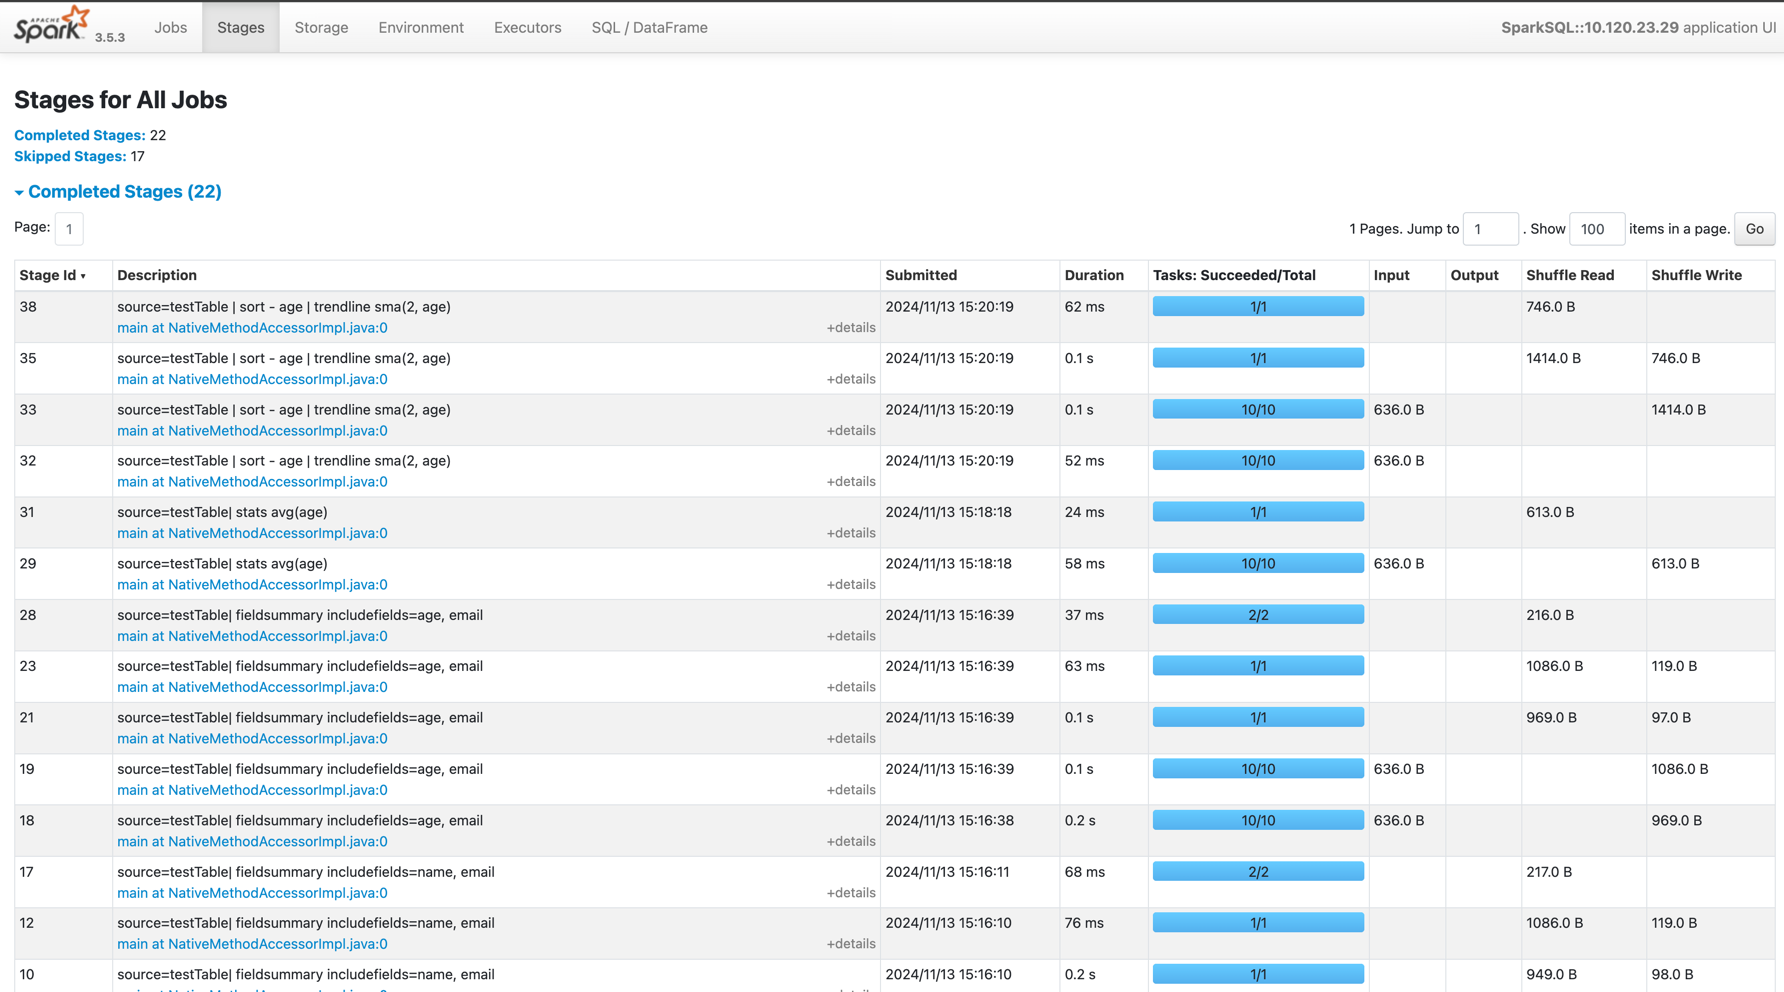 APACHE
Spark 3.5.3 Jobs Stages Storage Environment Executors SQL / DataFrame SparkSQL::10.120.23.29 application UI
Stages for All Jobs
Completed Stages: 22
Skipped Stages: 17
Completed Stages (22)
Page: 1 1 Pages. Jump to 1 . Show 100 items in a page. Go
Stage Id ▾ Description Submitted Duration Tasks: Succeeded/Total Input Output Shuffle Read Shuffle Write
38 source=testTable | sort - age | trendline sma(2, age) 2024/11/13 15:20:19 62 ms 1/1 746.0 B
main at NativeMethodAccessorImpl.java:0 +details
35 source=testTable | sort - age | trendline sma(2, age) 2024/11/13 15:20:19 0.1 s 1/1 1414.0 B 746.0 B
main at NativeMethodAccessorImpl.java:0 +details
33 source=testTable | sort - age | trendline sma(2, age) 2024/11/13 15:20:19 0.1 s 10/10 636.0 B 1414.0 B
main at NativeMethodAccessorImpl.java:0 +details
32 source=testTable | sort - age | trendline sma(2, age) 2024/11/13 15:20:19 52 ms 10/10 636.0 B
main at NativeMethodAccessorImpl.java:0 +details
31 source=testTable| stats avg(age) 2024/11/13 15:18:18 24 ms 1/1 613.0 B
main at NativeMethodAccessorImpl.java:0 +details
29 source=testTable| stats avg(age) 2024/11/13 15:18:18 58 ms 10/10 636.0 B 613.0 B
main at NativeMethodAccessorImpl.java:0 +details
28 source=testTable| fieldsummary includefields=age, email 2024/11/13 15:16:39 37 ms 2/2 216.0 B
main at NativeMethodAccessorImpl.java:0 +details
23 source=testTable| fieldsummary includefields=age, email 2024/11/13 15:16:39 63 ms 1/1 1086.0 B 119.0 B
main at NativeMethodAccessorImpl.java:0 +details
21 source=testTable| fieldsummary includefields=age, email 2024/11/13 15:16:39 0.1 s 1/1 969.0 B 97.0 B
main at NativeMethodAccessorImpl.java:0 +details
19 source=testTable| fieldsummary includefields=age, email 2024/11/13 15:16:39 0.1 s 10/10 636.0 B 1086.0 B
main at NativeMethodAccessorImpl.java:0 +details
18 source=testTable| fieldsummary includefields=age, email 2024/11/13 15:16:38 0.2 s 10/10 636.0 B 969.0 B
main at NativeMethodAccessorImpl.java:0 +details
17 source=testTable| fieldsummary includefields=name, email 2024/11/13 15:16:11 68 ms 2/2 217.0 B
main at NativeMethodAccessorImpl.java:0 +details
12 source=testTable| fieldsummary includefields=name, email 2024/11/13 15:16:10 76 ms 1/1 1086.0 B 119.0 B
main at NativeMethodAccessorImpl.java:0 +details
10 source=testTable| fieldsummary includefields=name, email 2024/11/13 15:16:10 0.2 s 1/1 949.0 B 98.0 B